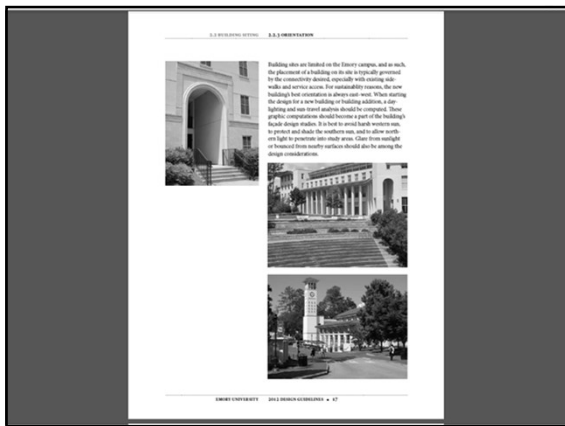 2.2 BUILDING SITING 2.2.3 ORIENTATION
Building sites are limited on the Emory campus, and as such,
the placement of a building on its site is typically governed
by the connectivity desired, especially with existing side-
walks and service access. For sustainability reasons, the new
building's best orientation is always east-west. When starting
the design for a new building or building addition, a day-
lighting and sun travel analysis should be computed. These
graphic computations should become a part of the building's
façade design studies. It is best to avoid harsh western sun,
to protect and shade the southern sun, and to allow north-
ern light to penetrate into study areas. Glare from sunlight
or bounced from nearby surfaces should also be among the
design considerations.
EMORY UNIVERSITY 2012 DESIGN GUIDELINES • 47